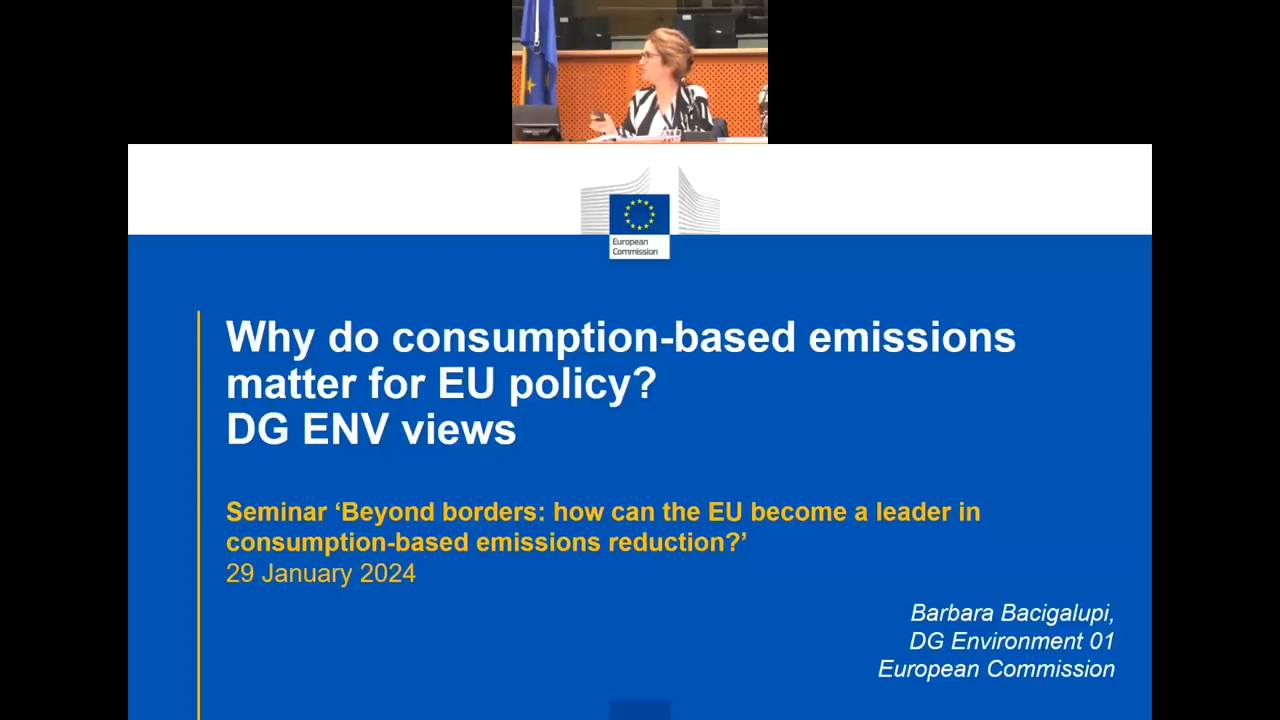 European
Commission
Why do consumption-based emissions
matter for EU policy?
DG ENV views
Seminar ‘Beyond borders: how can the EU become a leader in
consumption-based emissions reduction?’
29 January 2024
Barbara Bacigalupi,
DG Environment 01
European Commission